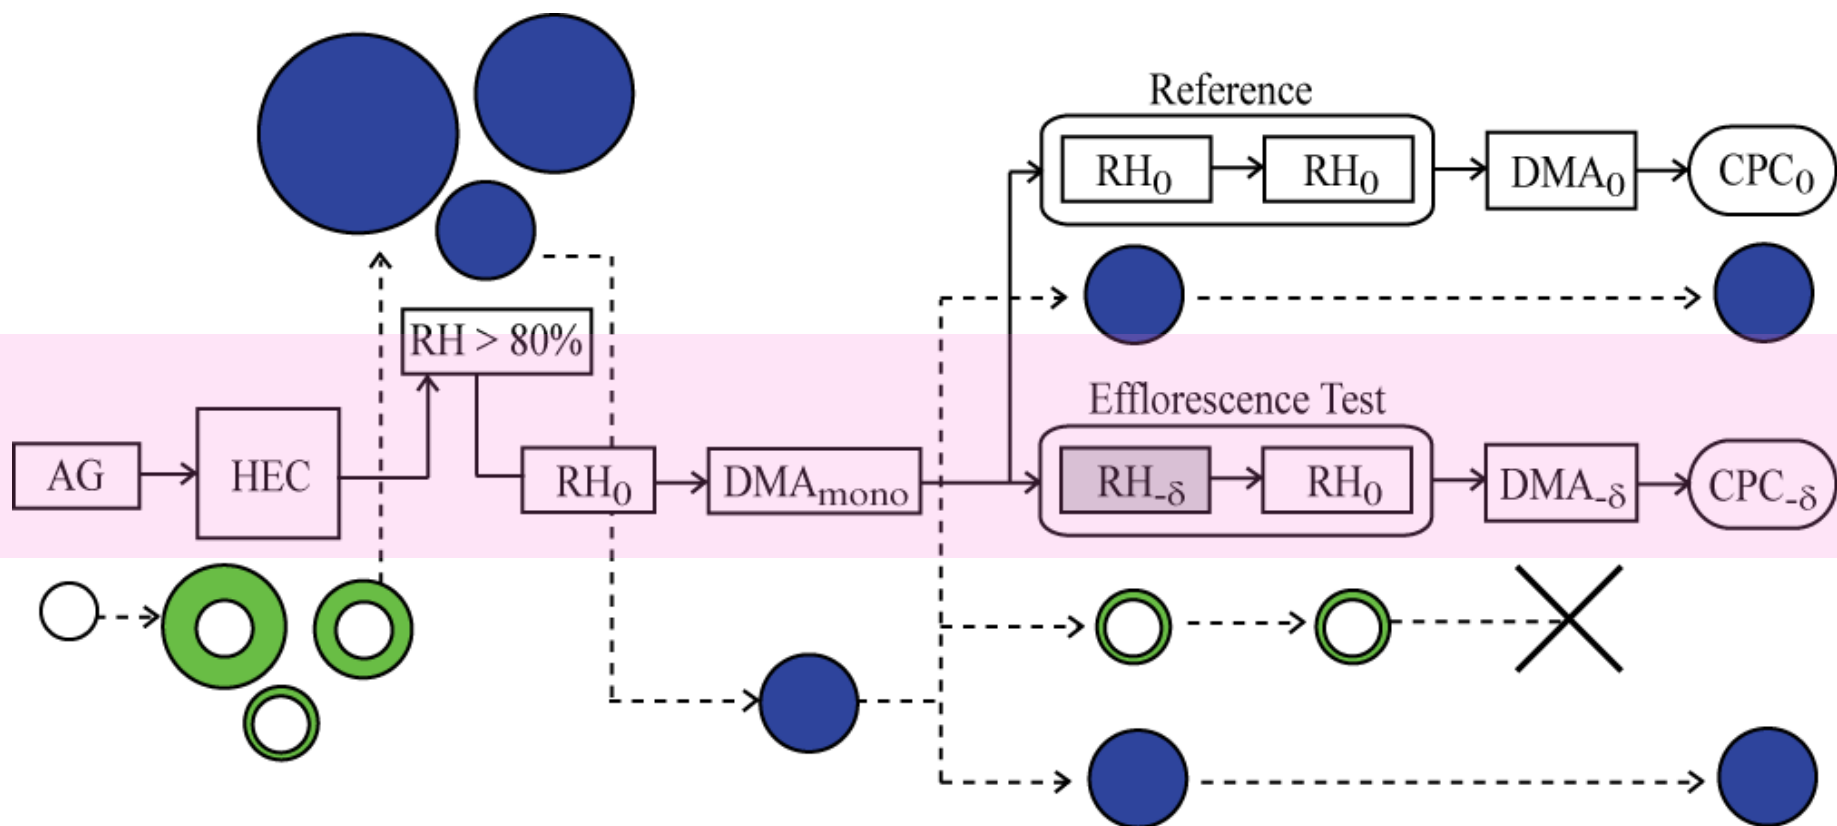 Reference
RH₀ RH₀ DMA₀ CPC₀
RH > 80%
Efflorescence Test
AG HEC RH₀ DMAmono RH-δ RH₀ DMA-δ CPC-δ